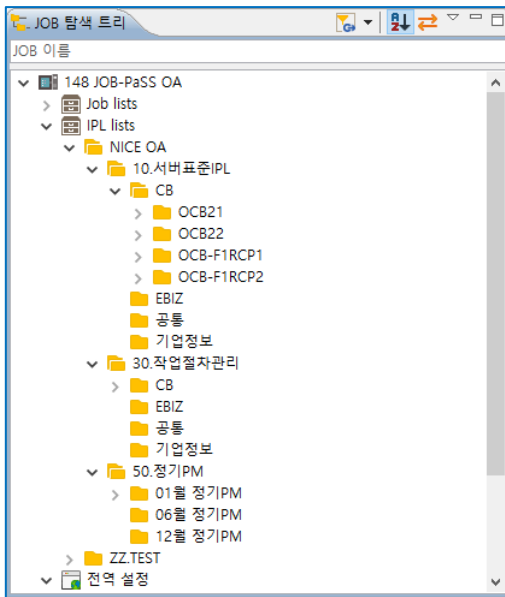 JOB 탐색 트리
JOB 이름
148 JOB-PaSS OA
Job lists
IPL lists
NICE OA
10.서버표준IPL
CB
OCB21
OCB22
OCB-F1RCP1
OCB-F1RCP2
EBIZ
공통
기업정보
30.작업절차관리
CB
EBIZ
공통
기업정보
50.정기PM
01월 정기PM
06월 정기PM
12월 정기PM
ZZ.TEST
전역 설정